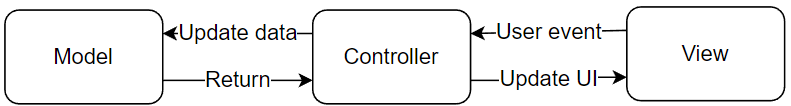 Model
Update data
Return
Controller
User event
Update UI
View